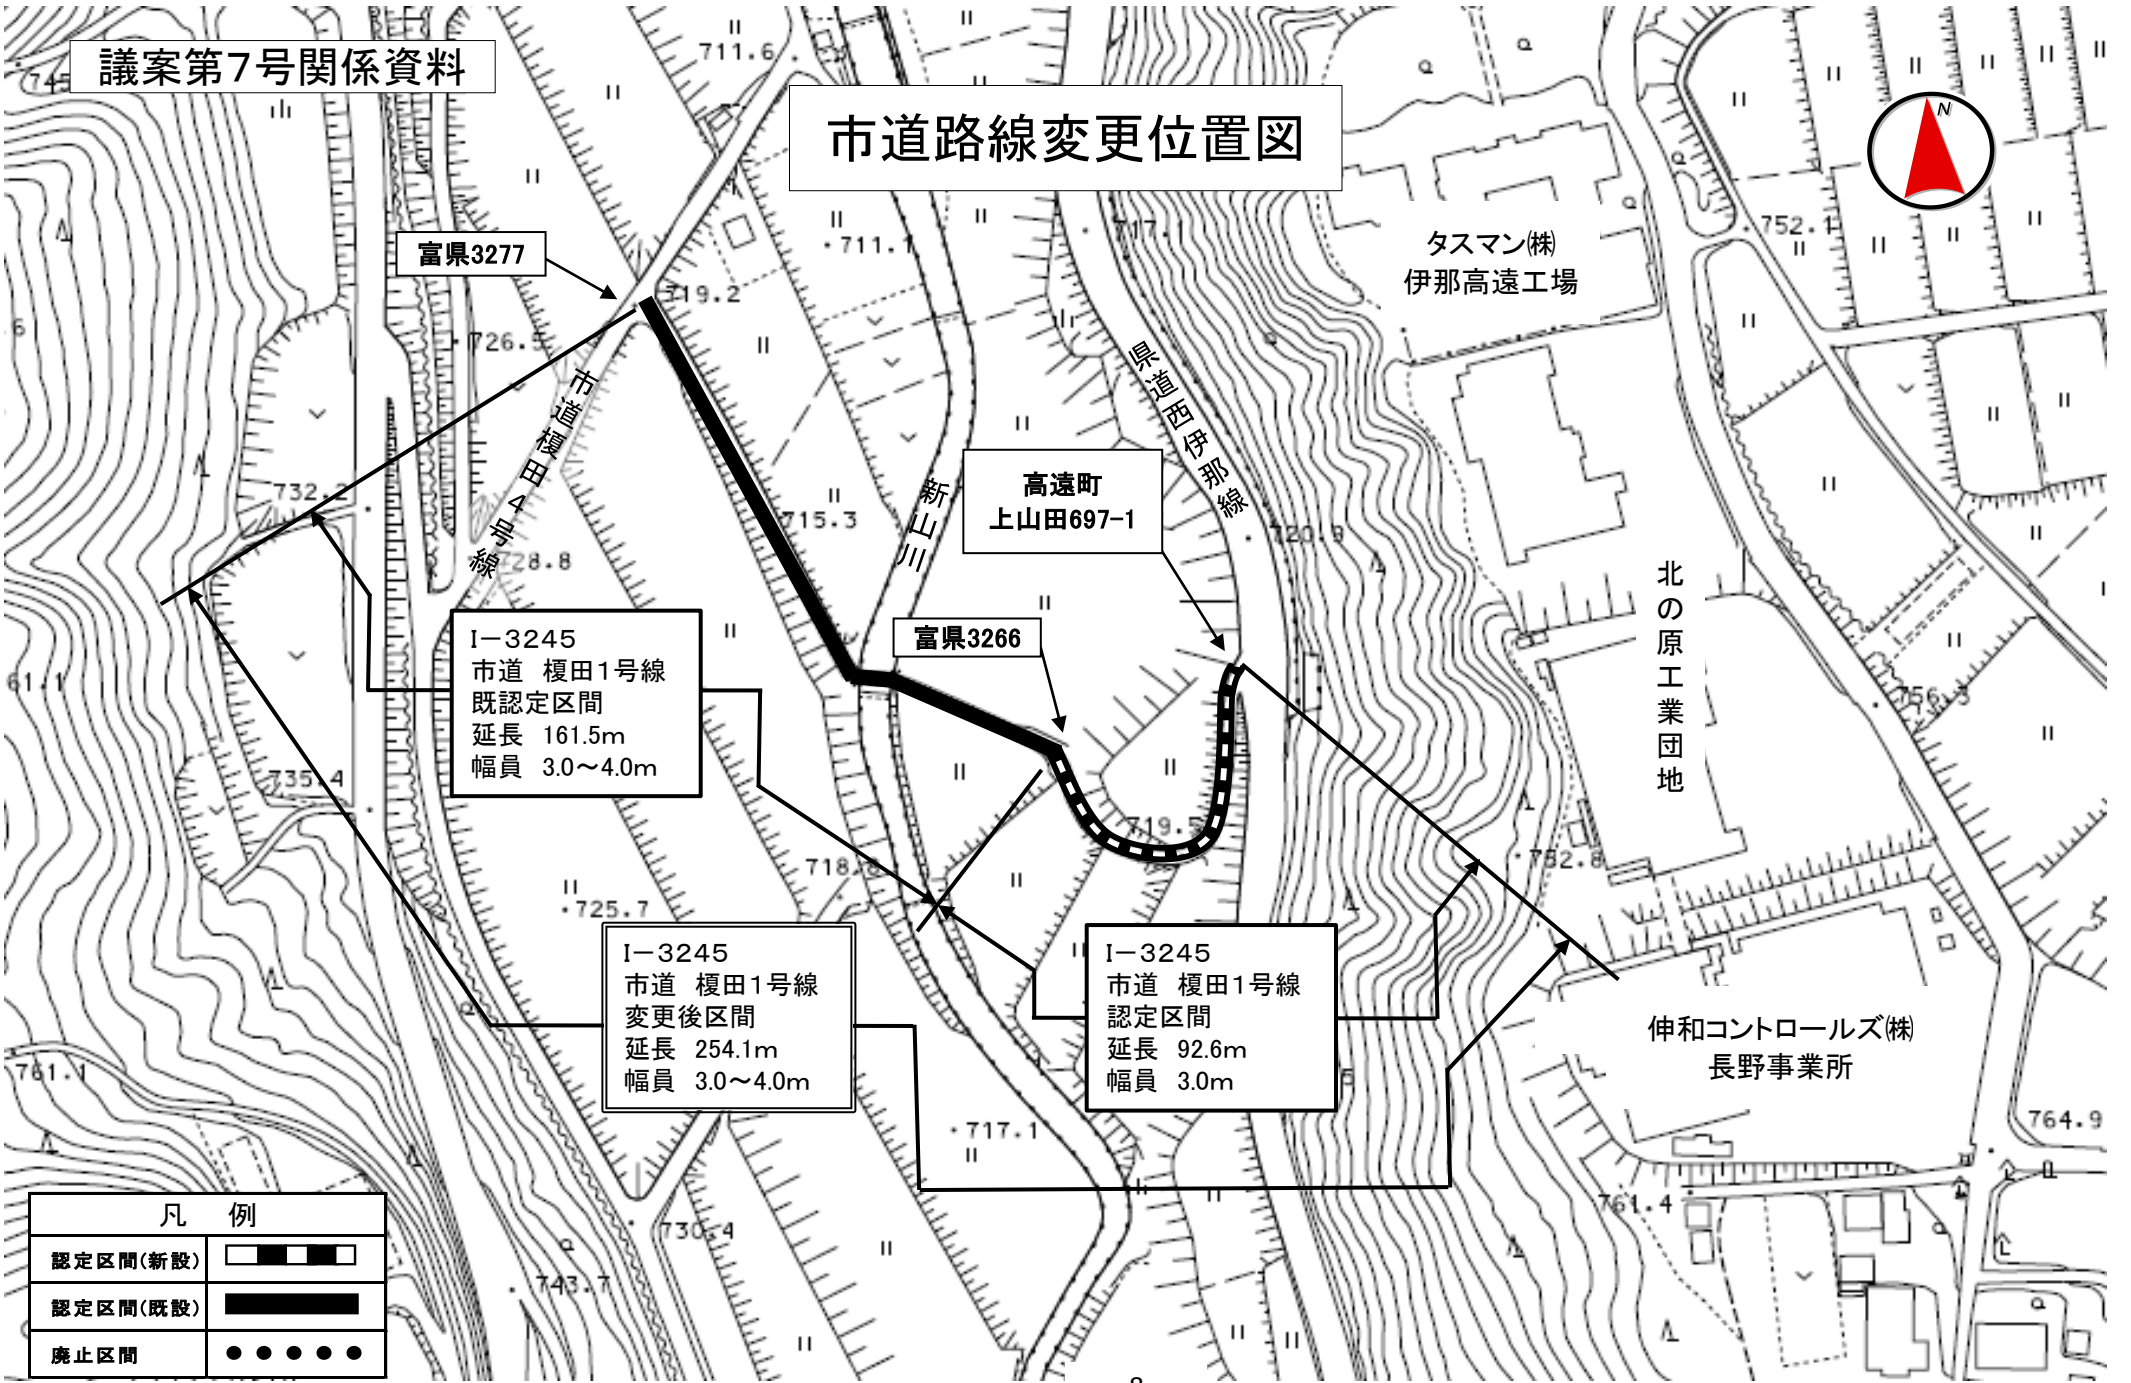 議案第7号関係資料
市道路線変更位置図
N
711.6
711.1
717.1
752.1
タスマン㈱
伊那高遠工場
富県3277
719.2
726.5
市道榎田4号線
県道西伊那線
新山川
高遠町
上山田697-1
732.2
715.3
720.9
728.8
富県3266
北の原工業団地
I-3245
市道 榎田1号線
既認定区間
延長 161.5m
幅員 3.0～4.0m
61.1
756.3
735.4
719.5
718.8
752.8
725.7
I-3245
市道 榎田1号線
変更後区間
延長 254.1m
幅員 3.0～4.0m
I-3245
市道 榎田1号線
認定区間
延長 92.6m
幅員 3.0m
伸和コントロールズ㈱
長野事業所
761.1
717.1
764.9
761.4
730.4
743.7
凡 例
認定区間(新設)
認定区間(既設)
廃止区間